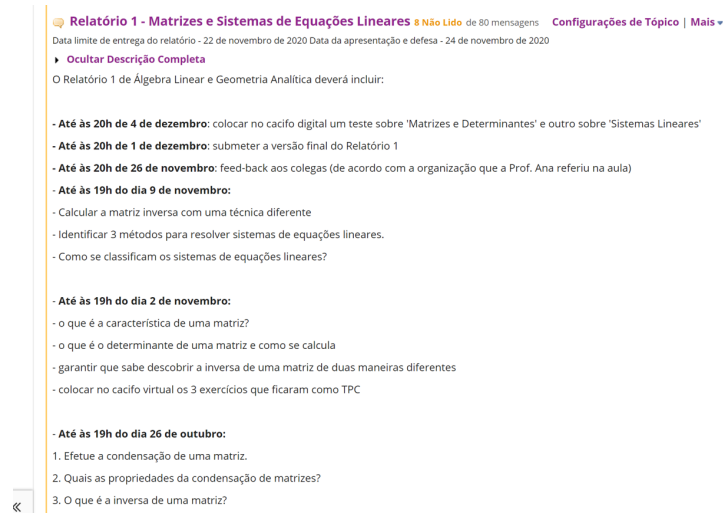 Relatório 1 - Matrizes e Sistemas de Equações Lineares 8 Não Lido de 80 mensagens Configurações de Tópico | Mais
Data limite de entrega do relatório - 22 de novembro de 2020 Data da apresentação e defesa - 24 de novembro de 2020
Ocultar Descrição Completa
O Relatório 1 de Álgebra Linear e Geometria Analítica deverá incluir:
- Até às 20h de 4 de dezembro: colocar no cacifo digital um teste sobre 'Matrizes e Determinantes' e outro sobre 'Sistemas Lineares'
- Até às 20h de 1 de dezembro: submeter a versão final do Relatório 1
- Até às 20h de 26 de novembro: feed-back aos colegas (de acordo com a organização que a Prof. Ana referiu na aula)
- Até às 19h do dia 9 de novembro:
- Calcular a matriz inversa com uma técnica diferente
- Identificar 3 métodos para resolver sistemas de equações lineares.
- Como se classificam os sistemas de equações lineares?
- Até às 19h do dia 2 de novembro:
- o que é a característica de uma matriz?
- o que é o determinante de uma matriz e como se calcula
- garantir que sabe descobrir a inversa de uma matriz de duas maneiras diferentes
- colocar no cacifo virtual os 3 exercícios que ficaram como TPC
- Até às 19h do dia 26 de outubro:
1. Efetue a condensação de uma matriz.
2. Quais as propriedades da condensação de matrizes?
3. O que é a inversa de uma matriz?